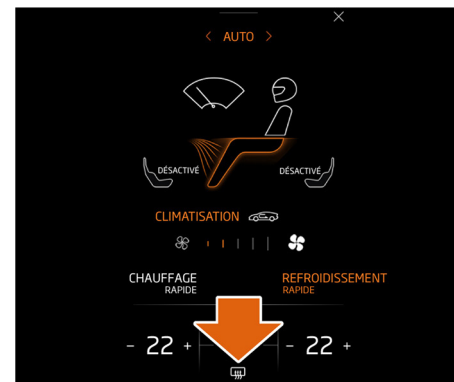 < AUTO >
DÉSACTIVÉ
DÉSACTIVÉ
CLIMATISATION
CHAUFFAGE
RAPIDE
REFROIDISSEMENT
RAPIDE
- 22 +
- 22 +